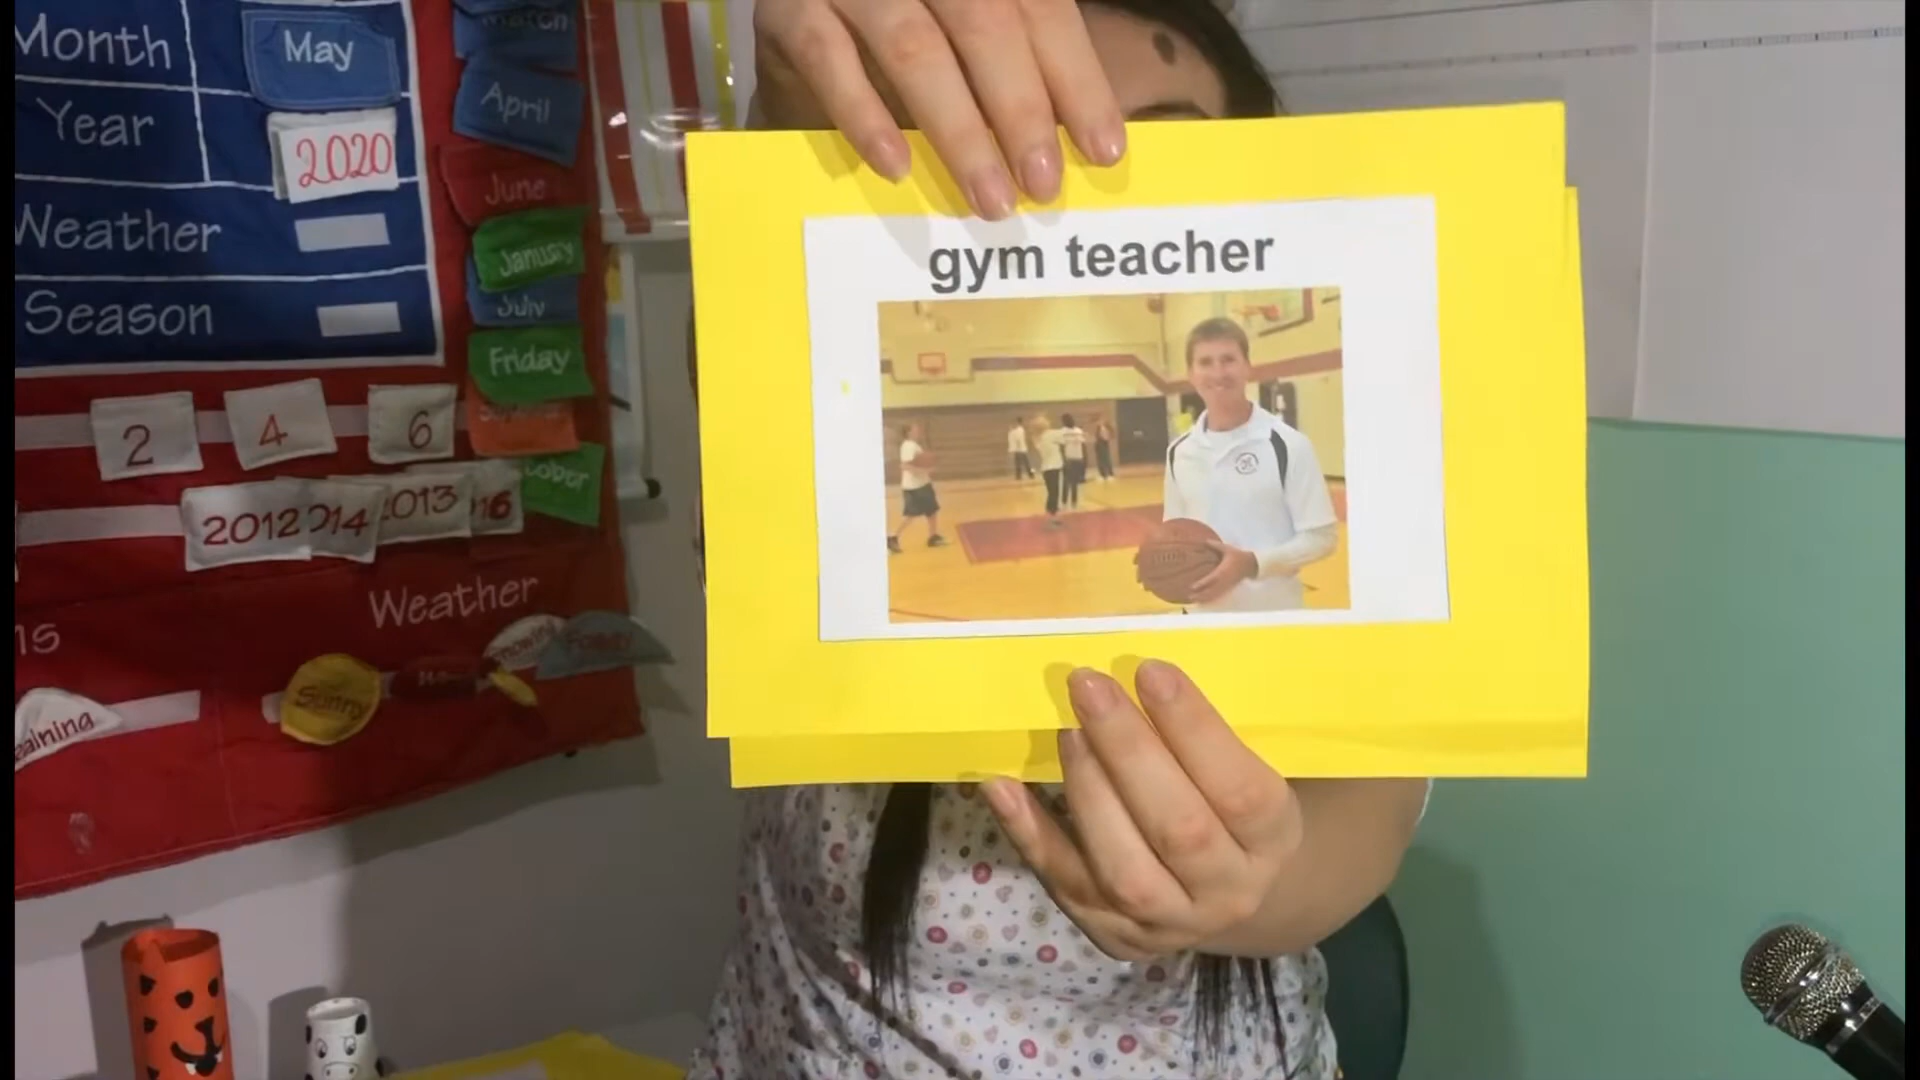 Month
May
Year
2020
Weather
Season
March
April
June
January
July
Friday
2
4
6
2012
2013
Weather
Sunny
gym teacher